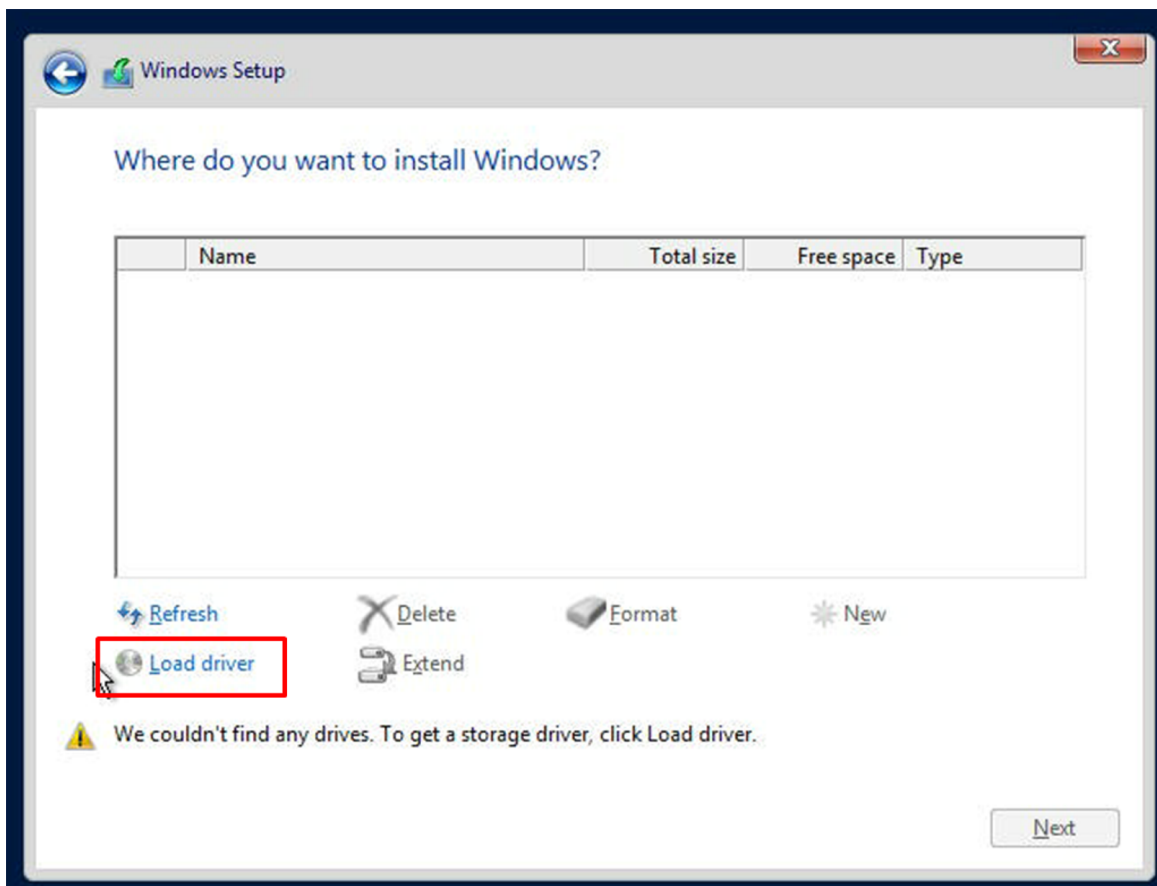 Windows Setup
Where do you want to install Windows?
Name Total size Free space Type
Refresh Delete Format New
Load driver Extend
We couldn't find any drives. To get a storage driver, click Load driver.
Next